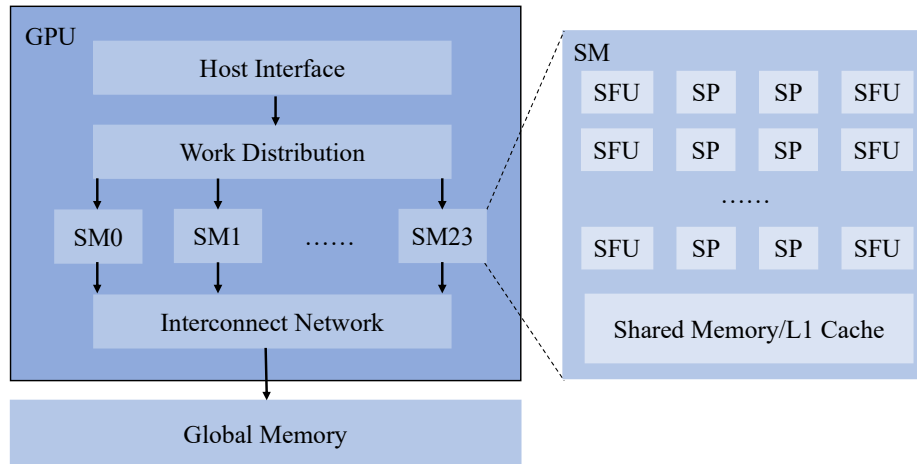 GPU
Host Interface
Work Distribution
SM0 SM1 …… SM23
Interconnect Network
Global Memory
SM
SFU SP SP SFU
SFU SP SP SFU
……
SFU SP SP SFU
Shared Memory/L1 Cache